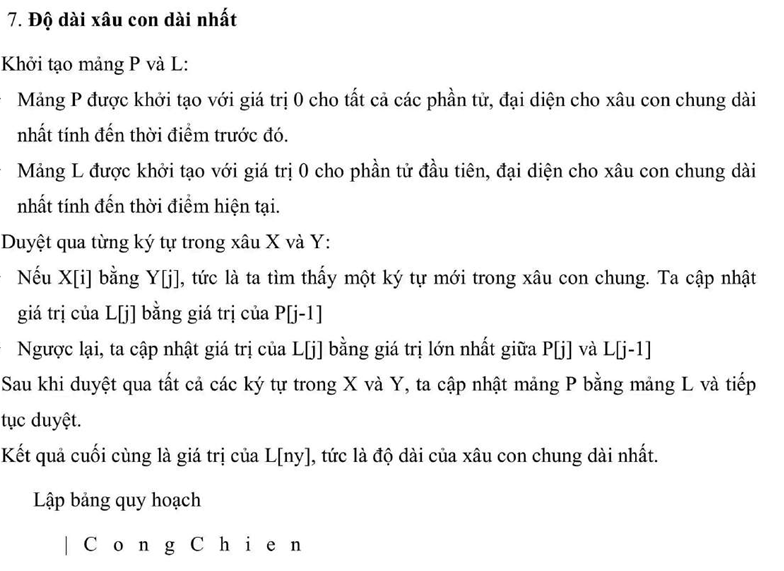 7. Độ dài xâu con dài nhất
Khởi tạo mảng P và L:
Mảng P được khởi tạo với giá trị 0 cho tất cả các phần tử, đại diện cho xâu con chung dài
nhất tính đến thời điểm trước đó.
Mảng L được khởi tạo với giá trị 0 cho phần tử đầu tiên, đại diện cho xâu con chung dài
nhất tính đến thời điểm hiện tại.
Duyệt qua từng ký tự trong xâu X và Y:
Nếu X[i] bằng Y[j], tức là ta tìm thấy một ký tự mới trong xâu con chung. Ta cập nhật
giá trị của L[j] bằng giá trị của P[j-1]
Ngược lại, ta cập nhật giá trị của L[j] bằng giá trị lớn nhất giữa P[j] và L[j-1]
Sau khi duyệt qua tất cả các ký tự trong X và Y, ta cập nhật mảng P bằng mảng L và tiếp
tục duyệt.
Kết quả cuối cùng là giá trị của L[ny], tức là độ dài của xâu con chung dài nhất.
Lập bảng quy hoạch
| C o n g C h i e n